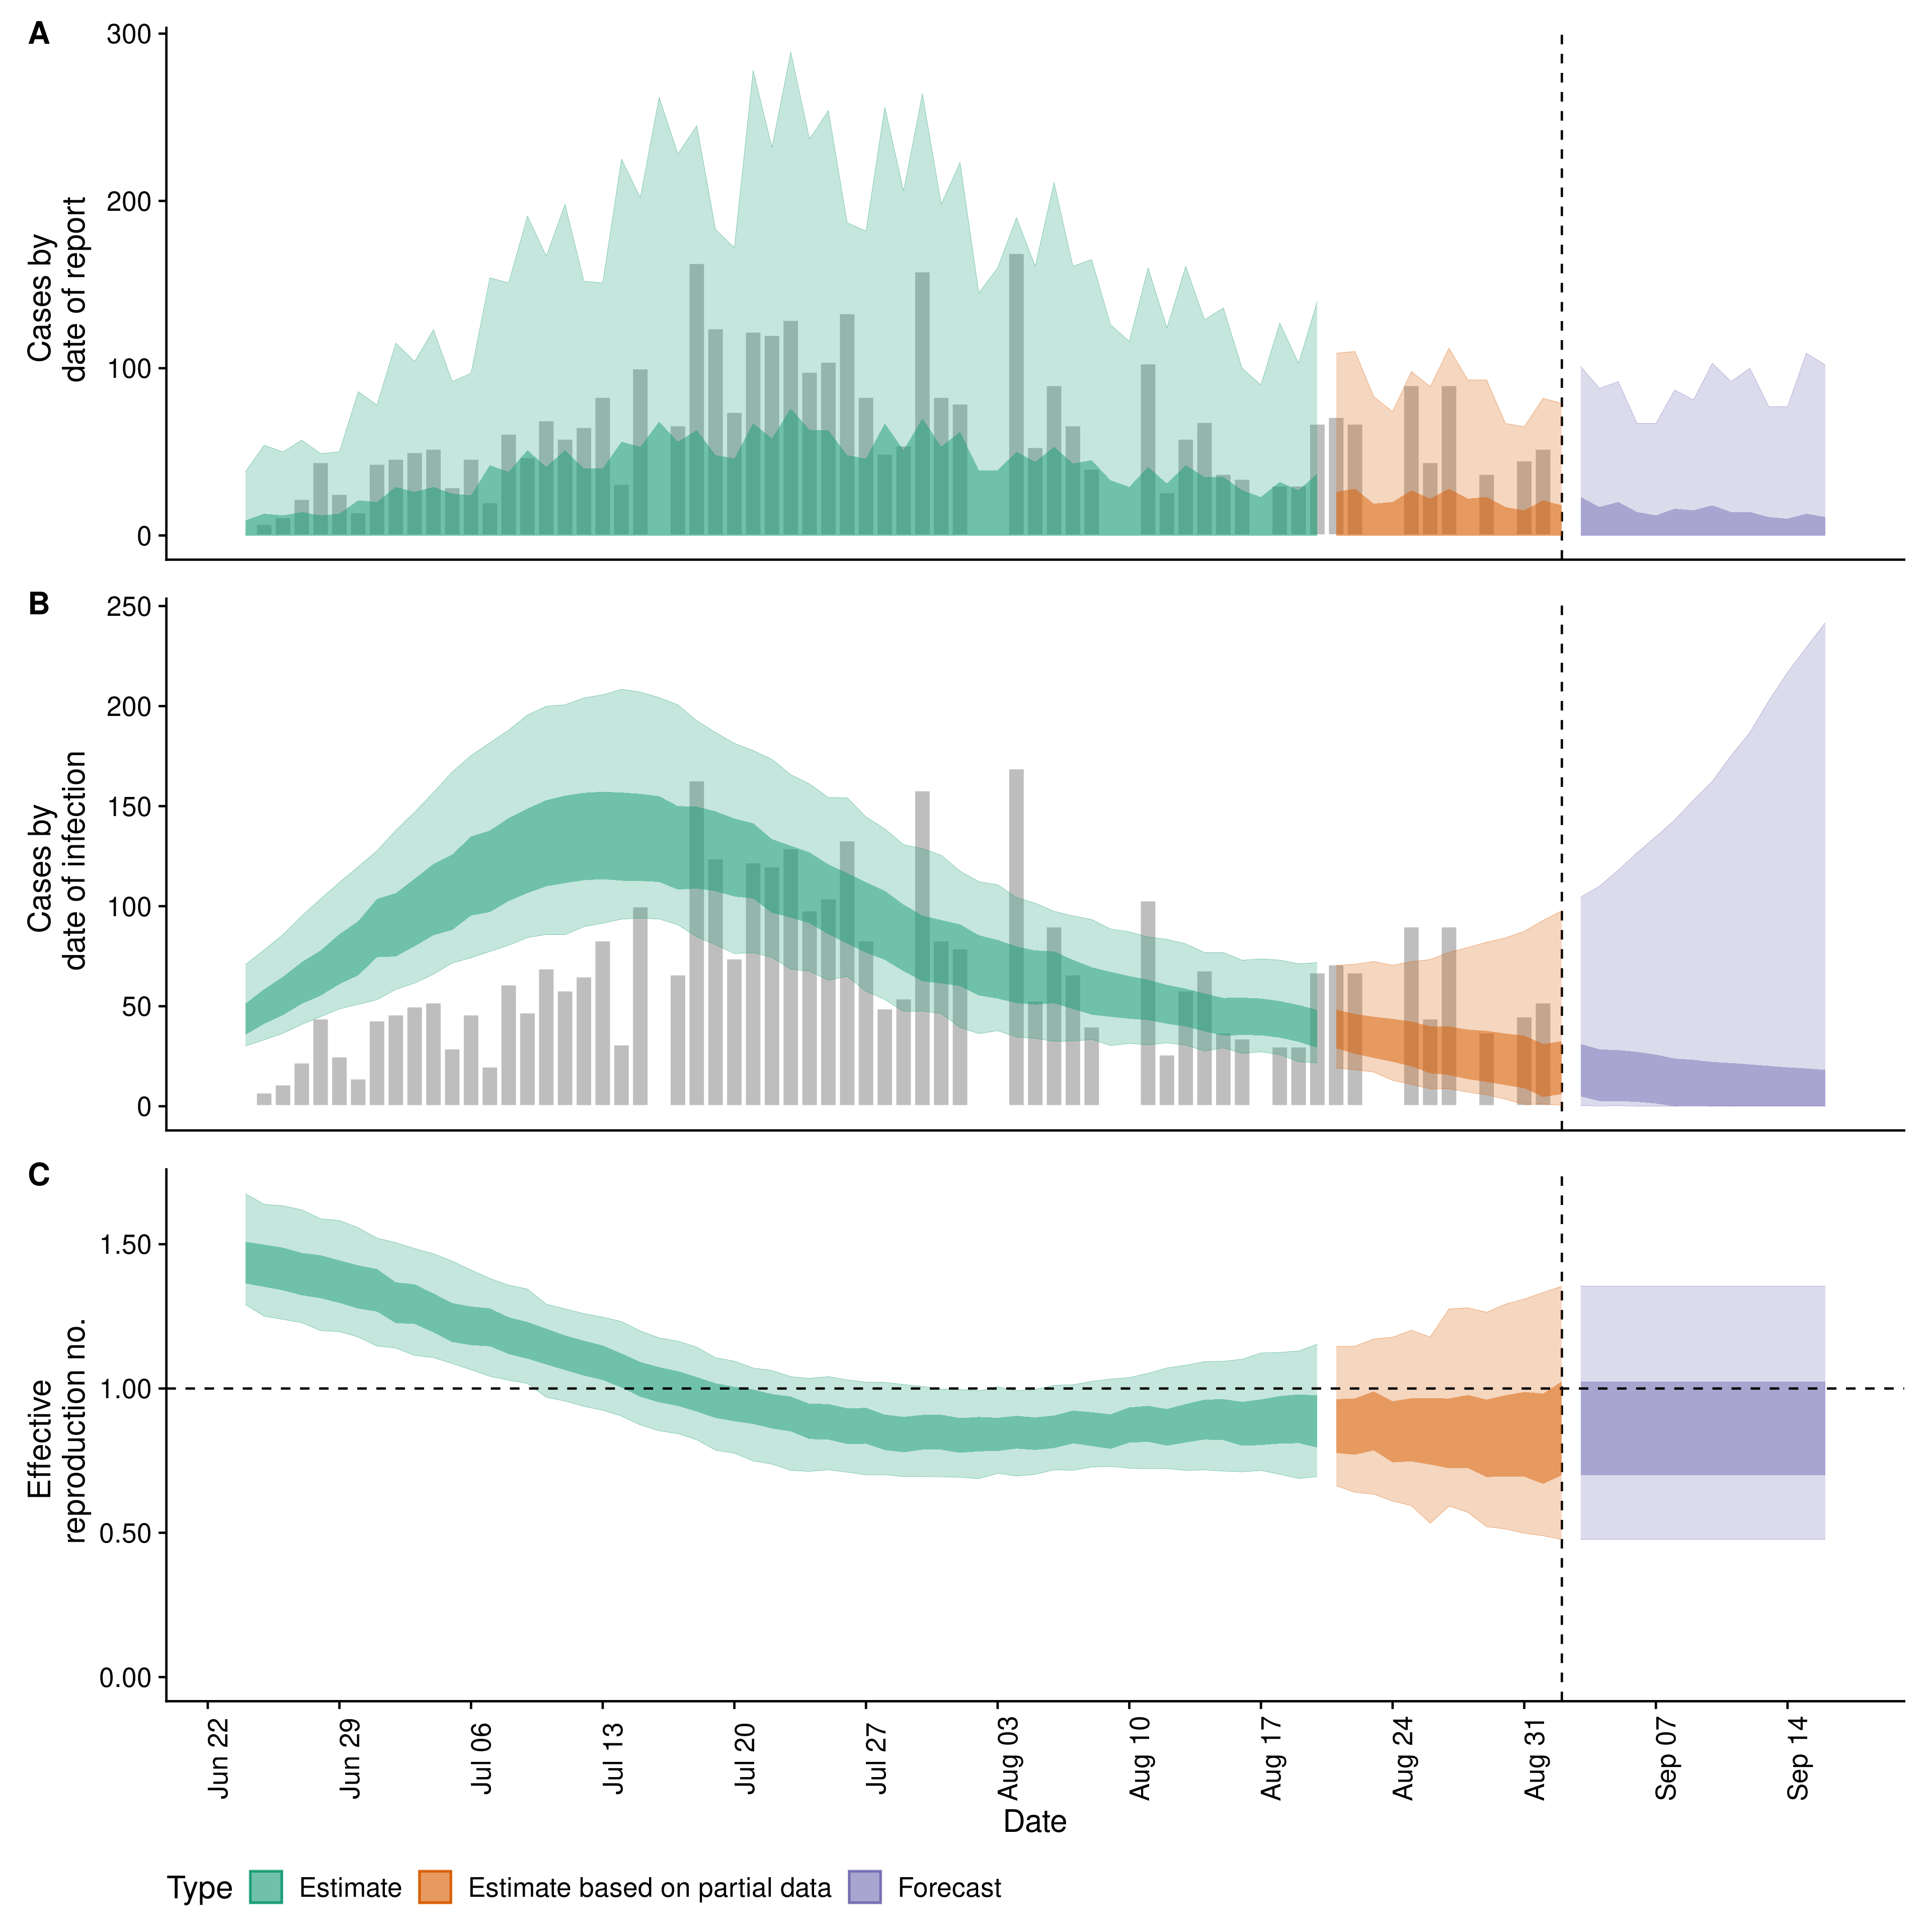 A
300
200
100
0
Cases by
date of report
B
250
200
150
100
50
0
Cases by
date of infection
C
1.50
1.00
0.50
0.00
Effective
reproduction no.
Jun 22
Jun 29
Jul 06
Jul 13
Jul 20
Jul 27
Aug 03
Aug 10
Aug 17
Aug 24
Aug 31
Sep 07
Sep 14
Date
Type Estimate Estimate based on partial data Forecast